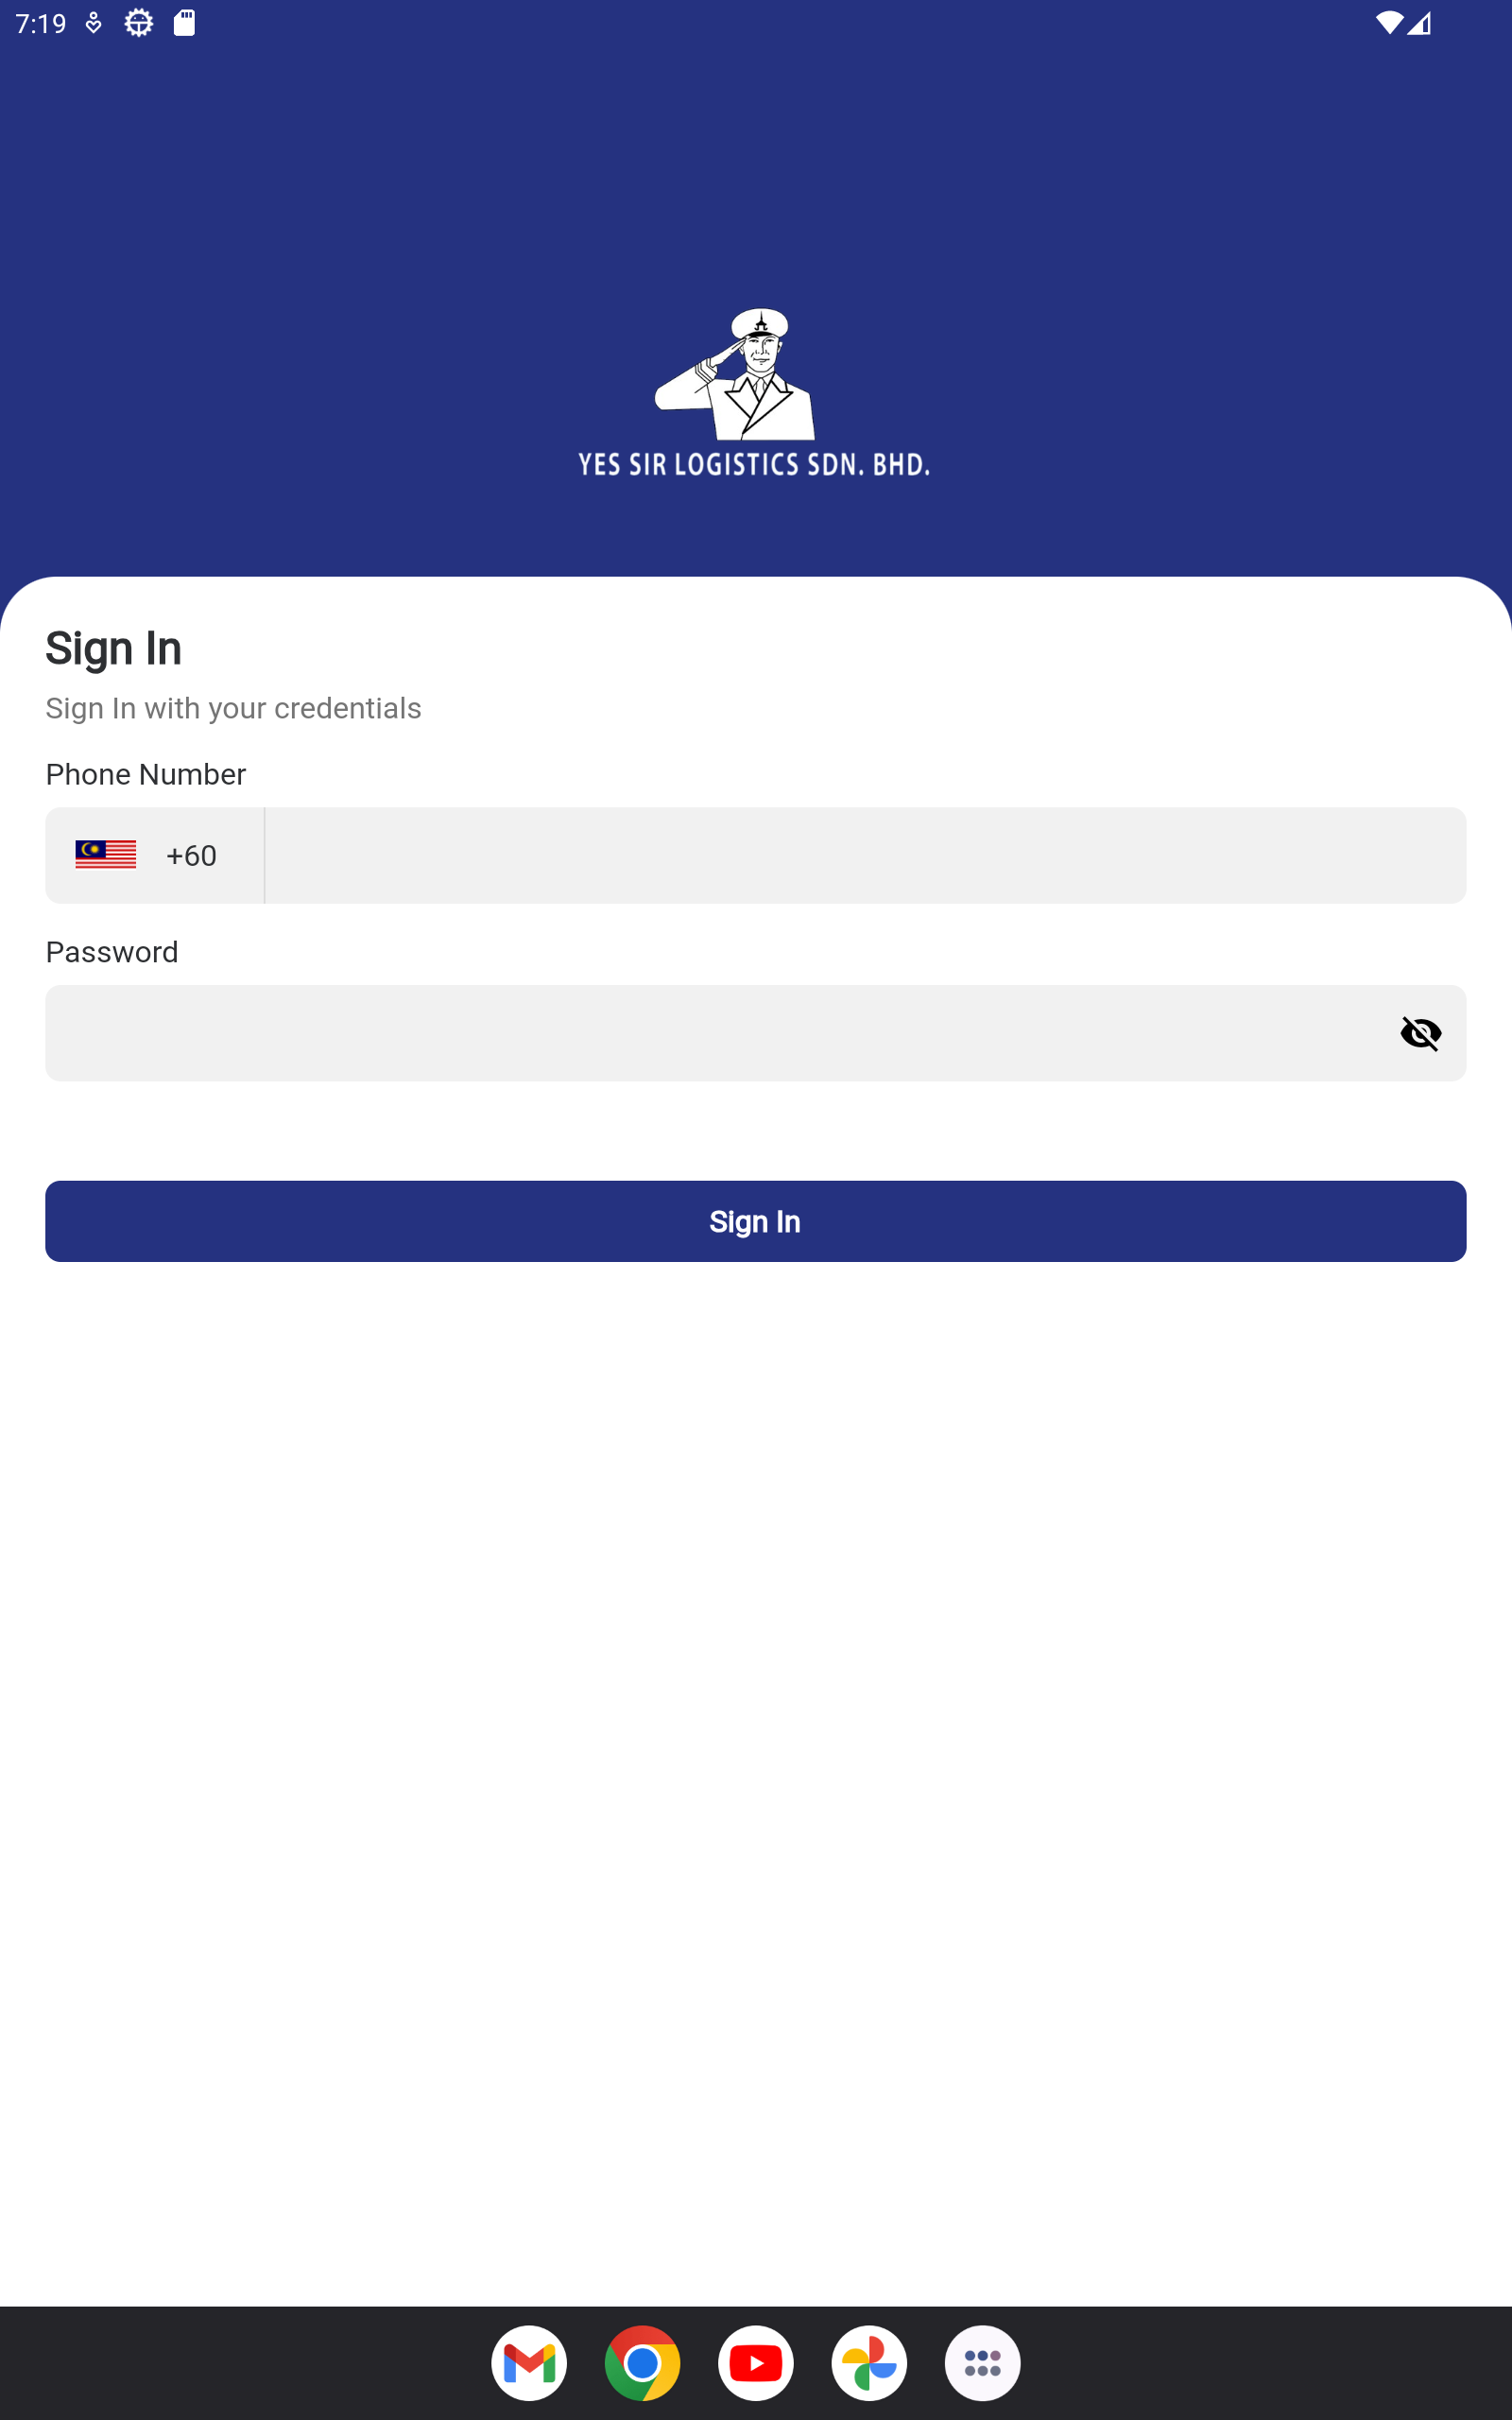 7:19
YES SIR LOGISTICS SDN. BHD.
Sign In
Sign In with your credentials
Phone Number
+60
Password
Sign In